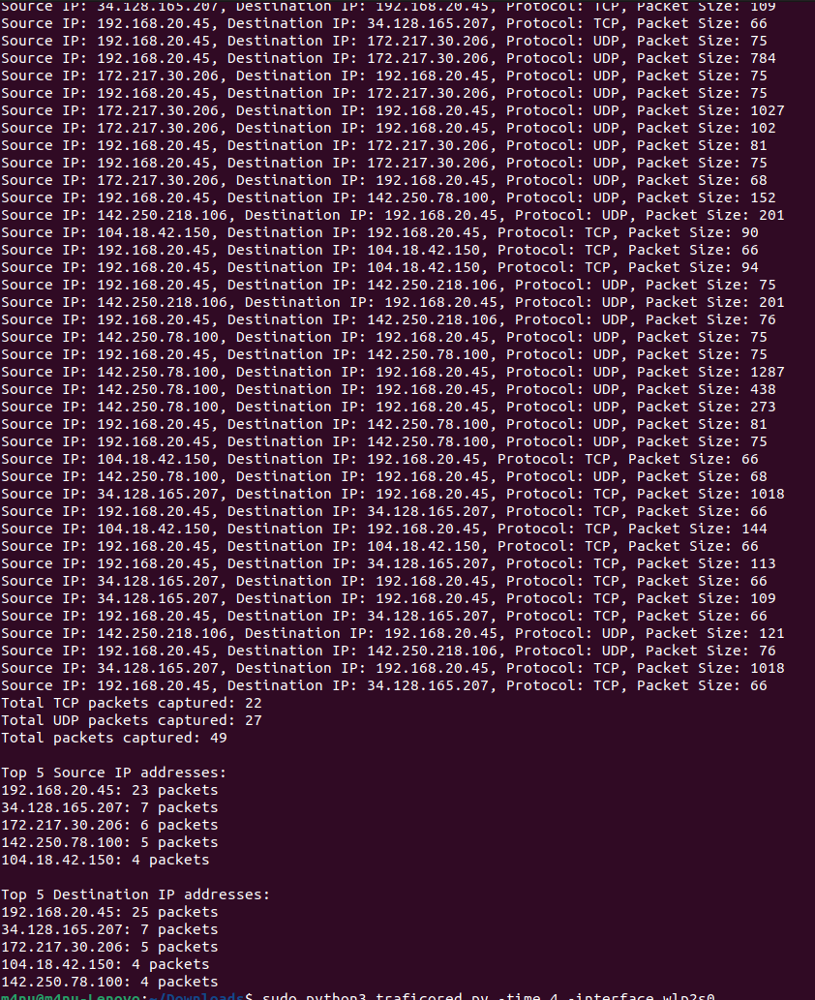 Source IP: 34.128.165.207, Destination IP: 192.168.20.45, Protocol: TCP, Packet Size: 109
Source IP: 192.168.20.45, Destination IP: 34.128.165.207, Protocol: TCP, Packet Size: 66
Source IP: 192.168.20.45, Destination IP: 172.217.30.206, Protocol: UDP, Packet Size: 75
Source IP: 192.168.20.45, Destination IP: 172.217.30.206, Protocol: UDP, Packet Size: 784
Source IP: 172.217.30.206, Destination IP: 192.168.20.45, Protocol: UDP, Packet Size: 75
Source IP: 192.168.20.45, Destination IP: 172.217.30.206, Protocol: UDP, Packet Size: 75
Source IP: 172.217.30.206, Destination IP: 192.168.20.45, Protocol: UDP, Packet Size: 1027
Source IP: 172.217.30.206, Destination IP: 192.168.20.45, Protocol: UDP, Packet Size: 102
Source IP: 192.168.20.45, Destination IP: 172.217.30.206, Protocol: UDP, Packet Size: 81
Source IP: 192.168.20.45, Destination IP: 172.217.30.206, Protocol: UDP, Packet Size: 75
Source IP: 172.217.30.206, Destination IP: 192.168.20.45, Protocol: UDP, Packet Size: 68
Source IP: 192.168.20.45, Destination IP: 142.250.78.100, Protocol: UDP, Packet Size: 152
Source IP: 142.250.218.106, Destination IP: 192.168.20.45, Protocol: UDP, Packet Size: 201
Source IP: 104.18.42.150, Destination IP: 192.168.20.45, Protocol: TCP, Packet Size: 90
Source IP: 192.168.20.45, Destination IP: 104.18.42.150, Protocol: TCP, Packet Size: 66
Source IP: 192.168.20.45, Destination IP: 104.18.42.150, Protocol: TCP, Packet Size: 94
Source IP: 192.168.20.45, Destination IP: 142.250.218.106, Protocol: UDP, Packet Size: 75
Source IP: 142.250.218.106, Destination IP: 192.168.20.45, Protocol: UDP, Packet Size: 201
Source IP: 192.168.20.45, Destination IP: 142.250.218.106, Protocol: UDP, Packet Size: 76
Source IP: 142.250.78.100, Destination IP: 192.168.20.45, Protocol: UDP, Packet Size: 75
Source IP: 192.168.20.45, Destination IP: 142.250.78.100, Protocol: UDP, Packet Size: 75
Source IP: 142.250.78.100, Destination IP: 192.168.20.45, Protocol: UDP, Packet Size: 1287
Source IP: 142.250.78.100, Destination IP: 192.168.20.45, Protocol: UDP, Packet Size: 438
Source IP: 142.250.78.100, Destination IP: 192.168.20.45, Protocol: UDP, Packet Size: 273
Source IP: 192.168.20.45, Destination IP: 142.250.78.100, Protocol: UDP, Packet Size: 81
Source IP: 192.168.20.45, Destination IP: 142.250.78.100, Protocol: UDP, Packet Size: 75
Source IP: 104.18.42.150, Destination IP: 192.168.20.45, Protocol: TCP, Packet Size: 66
Source IP: 142.250.78.100, Destination IP: 192.168.20.45, Protocol: UDP, Packet Size: 68
Source IP: 34.128.165.207, Destination IP: 192.168.20.45, Protocol: TCP, Packet Size: 1018
Source IP: 192.168.20.45, Destination IP: 34.128.165.207, Protocol: TCP, Packet Size: 66
Source IP: 104.18.42.150, Destination IP: 192.168.20.45, Protocol: TCP, Packet Size: 144
Source IP: 192.168.20.45, Destination IP: 104.18.42.150, Protocol: TCP, Packet Size: 66
Source IP: 192.168.20.45, Destination IP: 34.128.165.207, Protocol: TCP, Packet Size: 113
Source IP: 34.128.165.207, Destination IP: 192.168.20.45, Protocol: TCP, Packet Size: 66
Source IP: 34.128.165.207, Destination IP: 192.168.20.45, Protocol: TCP, Packet Size: 109
Source IP: 192.168.20.45, Destination IP: 34.128.165.207, Protocol: TCP, Packet Size: 66
Source IP: 142.250.218.106, Destination IP: 192.168.20.45, Protocol: UDP, Packet Size: 121
Source IP: 192.168.20.45, Destination IP: 142.250.218.106, Protocol: UDP, Packet Size: 76
Source IP: 34.128.165.207, Destination IP: 192.168.20.45, Protocol: TCP, Packet Size: 1018
Source IP: 192.168.20.45, Destination IP: 34.128.165.207, Protocol: TCP, Packet Size: 66
Total TCP packets captured: 22
Total UDP packets captured: 27
Total packets captured: 49
Top 5 Source IP addresses:
192.168.20.45: 23 packets
34.128.165.207: 7 packets
172.217.30.206: 6 packets
142.250.78.100: 5 packets
104.18.42.150: 4 packets
Top 5 Destination IP addresses:
192.168.20.45: 25 packets
34.128.165.207: 7 packets
172.217.30.206: 5 packets
104.18.42.150: 4 packets
142.250.78.100: 4 packets
m4nu@m4nu-Lenovo:~/Downloads$ sudo python3 traficored.py -time 4 -interface wlp2s0